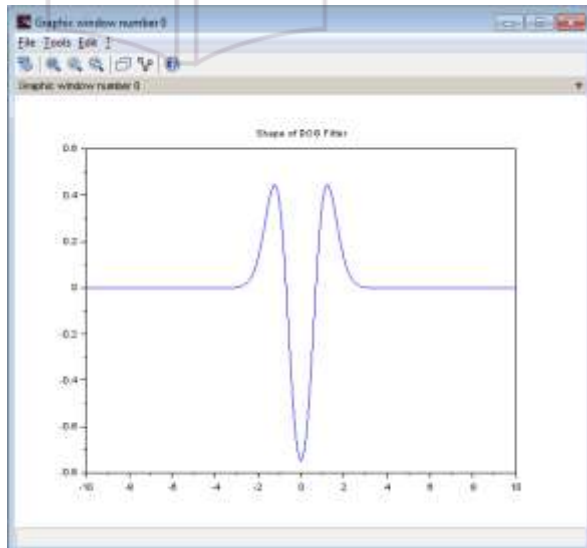 Graphic window number 0
File Tools Edit ?
Graphic window number 0
Shape of DOG Filter
0.6
0.4
0.2
0
-0.2
-0.4
-0.6
-0.8
-10 -8 -6 -4 -2 0 2 4 6 8 10